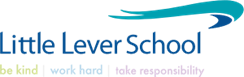 Little Lever School
be kind | work hard | take responsibility